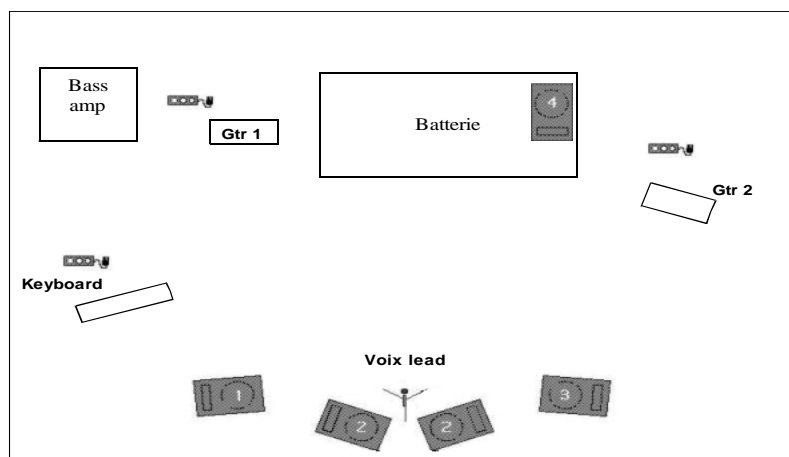 Bass
amp
Gtr 1
Batterie
4
Gtr 2
Keyboard
Voix lead
1
2
2
3